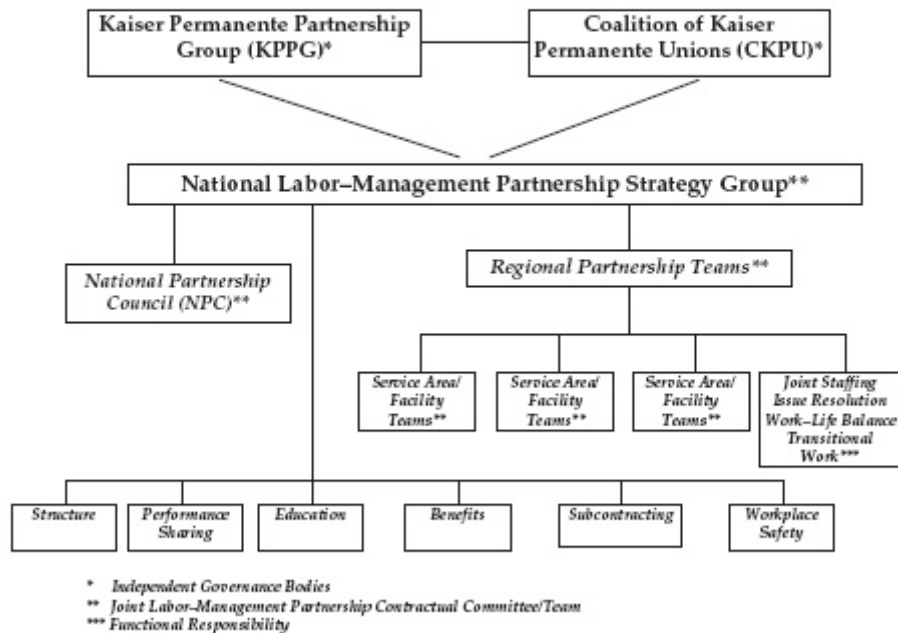 Kaiser Permanente Partnership
Group (KPPG)*
Coalition of Kaiser
Permanente Unions (CKPU)*
National Labor–Management Partnership Strategy Group**
National Partnership
Council (NPC)**
Regional Partnership Teams**
Service Area/
Facility
Teams**
Service Area/
Facility
Teams**
Service Area/
Facility
Teams**
Joint Staffing
Issue Resolution
Work–Life Balance
Transitional
Work***
Structure
Performance
Sharing
Education
Benefits
Subcontracting
Workplace
Safety
* Independent Governance Bodies
** Joint Labor–Management Partnership Contractual Committee/Team
*** Functional Responsibility